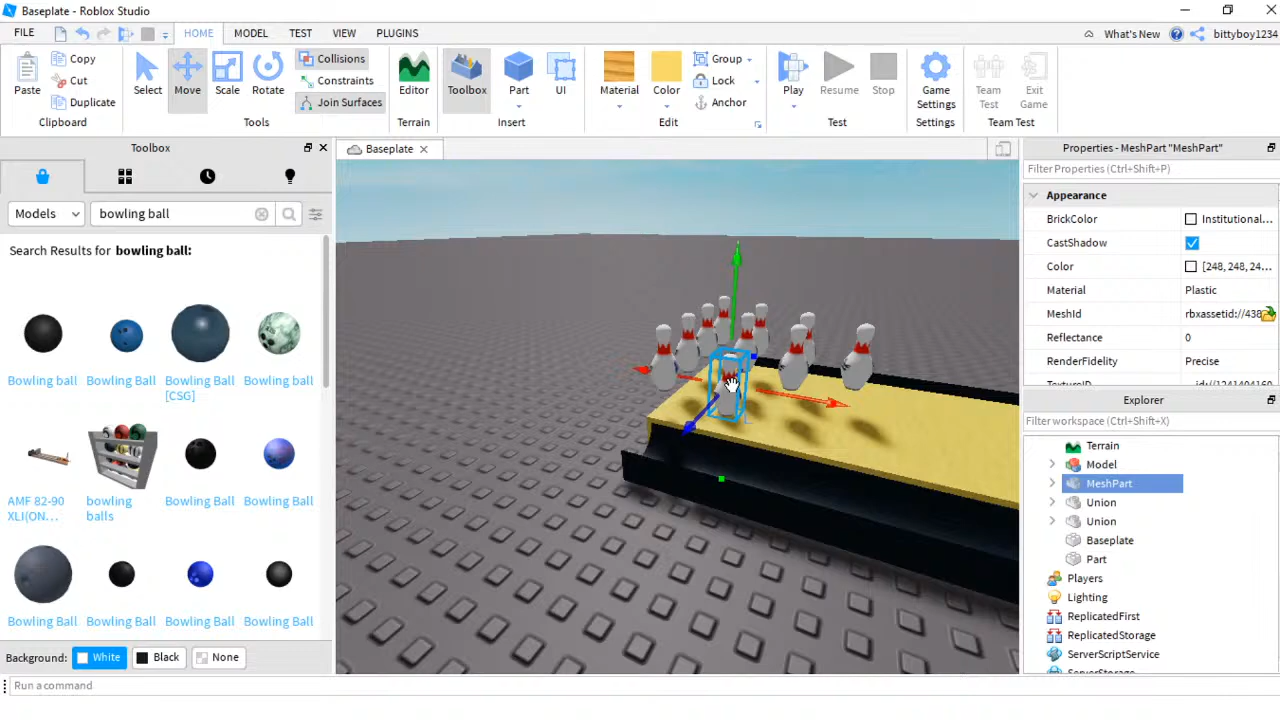 Baseplate - Roblox Studio
FILE HOME MODEL TEST VIEW PLUGINS What's New bittyboy1234
Paste Copy Cut Duplicate Clipboard
Select Move Scale Rotate Collisions Constraints Join Surfaces Tools
Editor Terrain
Toolbox Part UI Insert
Material Color Group Lock Anchor Edit
Play Resume Stop Test
Game Settings Settings
Team Test Exit Game Team Test
Toolbox
Models bowling ball
Search Results for bowling ball:
Bowling ball Bowling Ball Bowling Ball [CSG] Bowling ball
AMF 82-90 XLI(ON... bowling balls Bowling Ball Bowling Ball
Bowling Ball Bowling Ball Bowling Ball Bowling Ball
Background: White Black None
Run a command
Baseplate
Properties - MeshPart "MeshPart"
Filter Properties (Ctrl+Shift+P)
Appearance
BrickColor Institutional...
CastShadow
Color [248, 248, 24...
Material Plastic
MeshId rbxassetid://438
Reflectance 0
RenderFidelity Precise
Explorer
Filter workspace (Ctrl+Shift+X)
Terrain
Model
MeshPart
Union
Union
Baseplate
Part
Players
Lighting
ReplicatedFirst
ReplicatedStorage
ServerScriptService